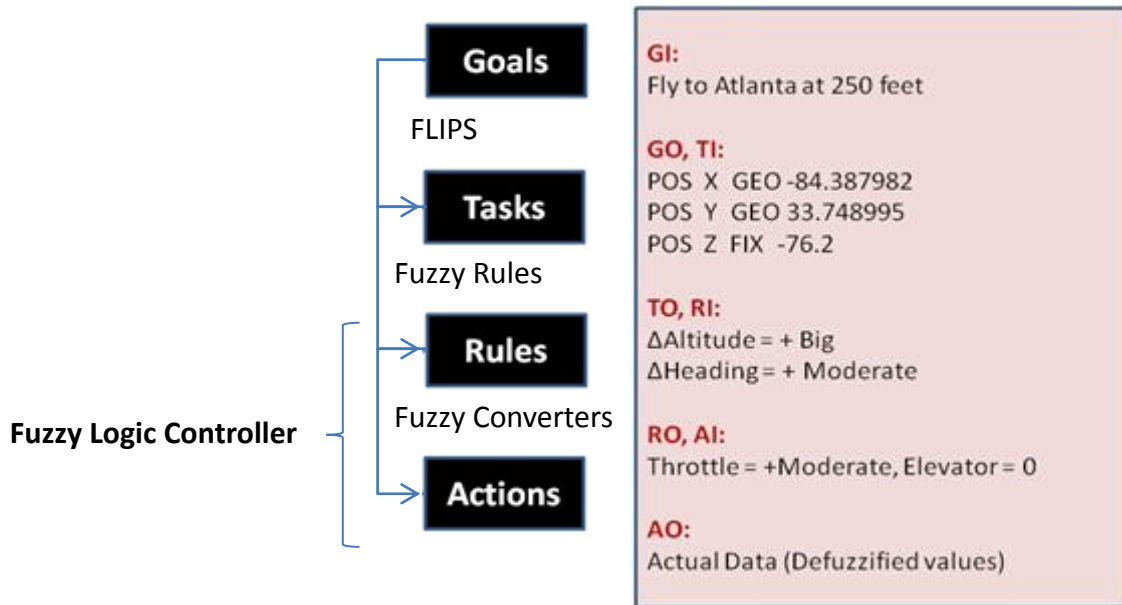 Goals
FLIPS
Tasks
Fuzzy Rules
Rules
Fuzzy Logic Controller
Fuzzy Converters
Actions
GI:
Fly to Atlanta at 250 feet
GO, TI:
POS X GEO -84.387982
POS Y GEO 33.748995
POS Z FIX -76.2
TO, RI:
ΔAltitude = + Big
ΔHeading = + Moderate
RO, AI:
Throttle = +Moderate, Elevator = 0
AO:
Actual Data (Defuzzified values)